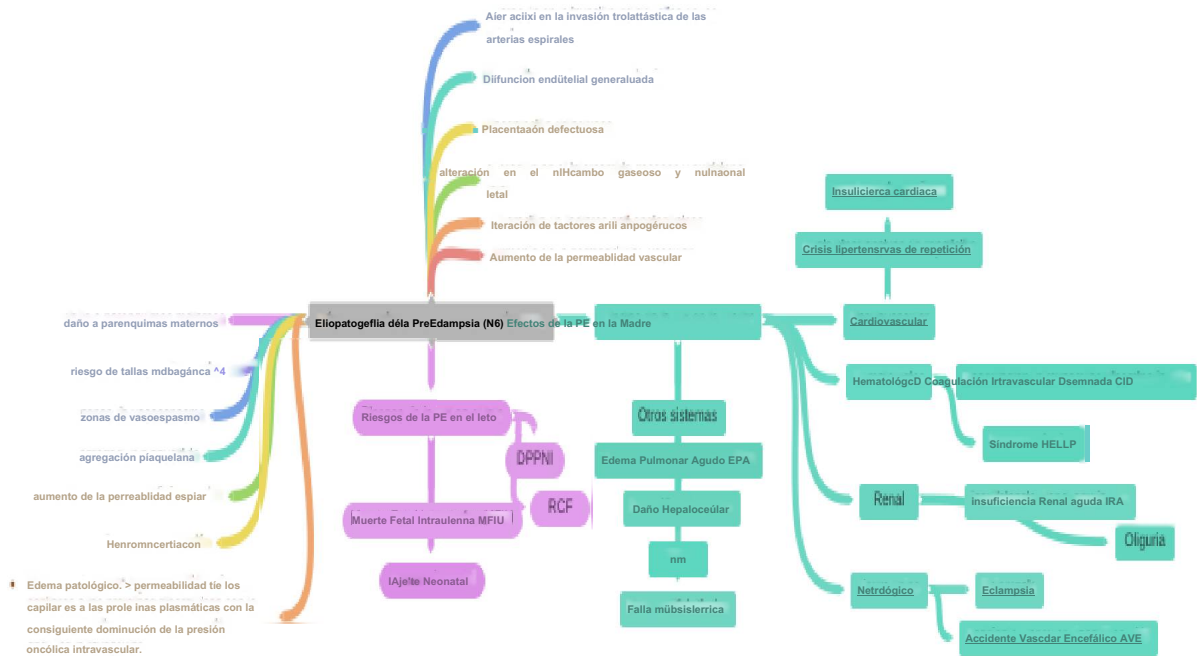 Aier aciixi en la invasión trolattástica de las
arterias espirales
Diifuncion endütelial generaluada
Placentaaón defectuosa
alteración en el nlHcambo gaseoso y nulnaonal
letal
Iteración de tactores arili anpogérucos
Aumento de la permeablidad vascular
Insulicierca cardíaca
Crisis lipertensrvas de repetición
daño a parenquimas maternos
Eliopatogeflia déla PreEdampsia (N6) Efectos de la PE en la Madre
Cardiovascular
riesgo de tallas mdbagánca ^4
HematológcD Coagulación Irtravascular Dsemnada CID
zonas de vasoespasmo
Riesgos de la PE en el leto
Otros sistemas
Síndrome HELLP
agregación piaquelana
DPPNI
Edema Pulmonar Agudo EPA
aumento de la perreablidad espiar
RCF
Daño Hepaloceúlar
Renal
insuficiencia Renal aguda IRA
Muerte Fetal Intraulenna MFIU
Henromncertiacon
Oliguria
nm
lAje!te Neonatal
Falla mübsislerrica
Netrdógico
Eclampsia
Accidente Vascdar Encefálico AVE
Edema patológico. > permeabilidad tíe los
capilar es a las prole inas plasmáticas con la
consiguiente dominución de la presión
oncólica intravascular.